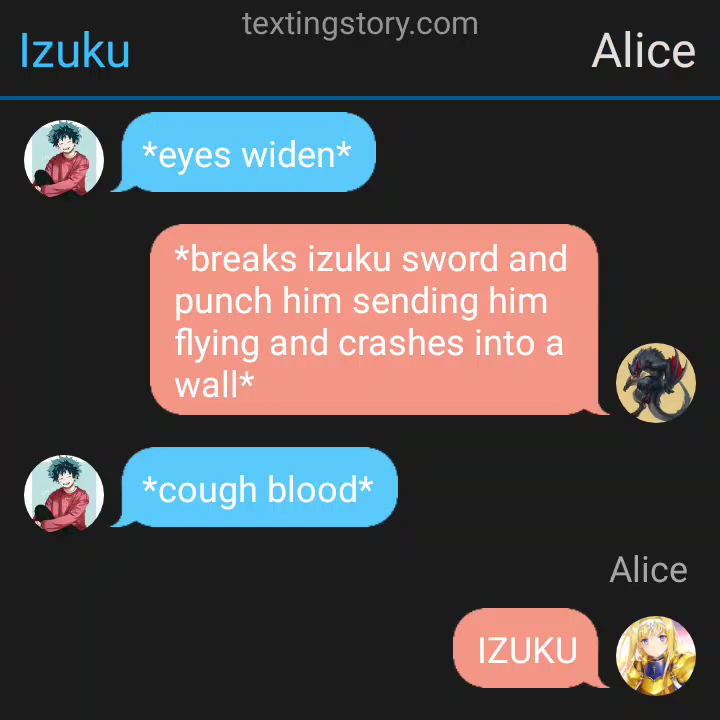 textingstory.com
Izuku
Alice
*eyes widen*
*breaks izuku sword and
punch him sending him
flying and crashes into a
wall*
*cough blood*
Alice
IZUKU